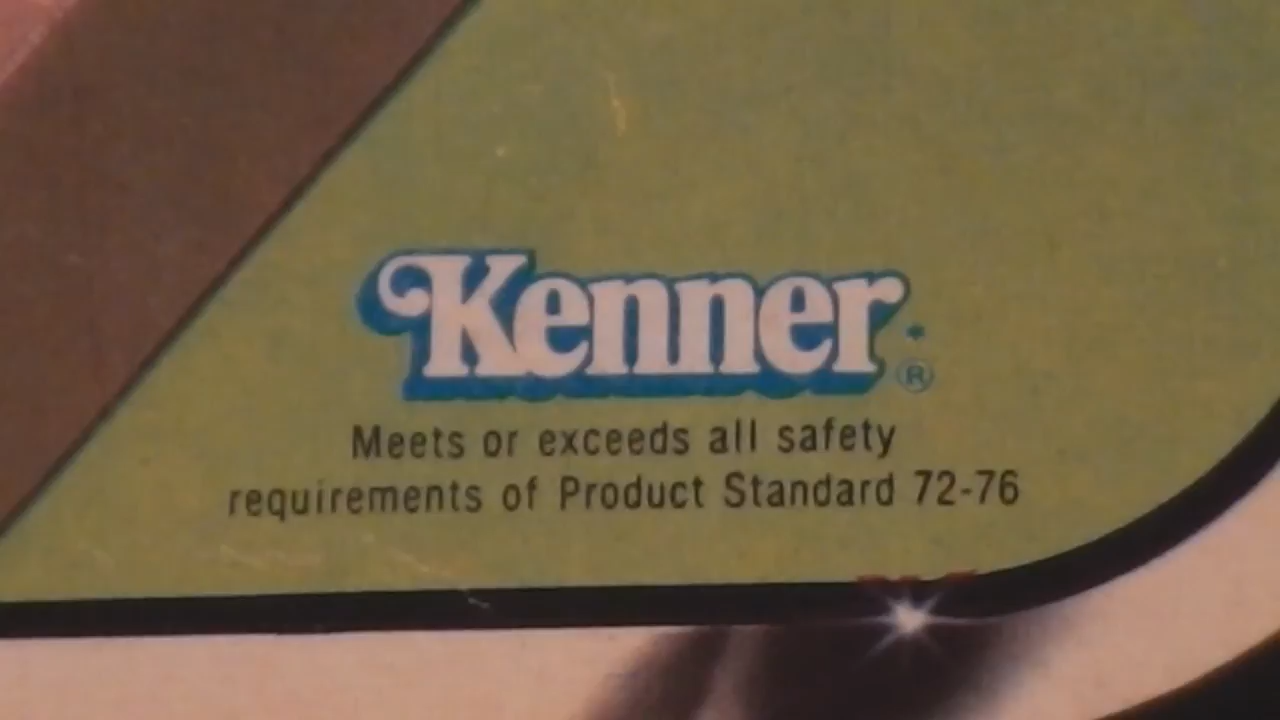 Kenner
®
Meets or exceeds all safety
requirements of Product Standard 72-76